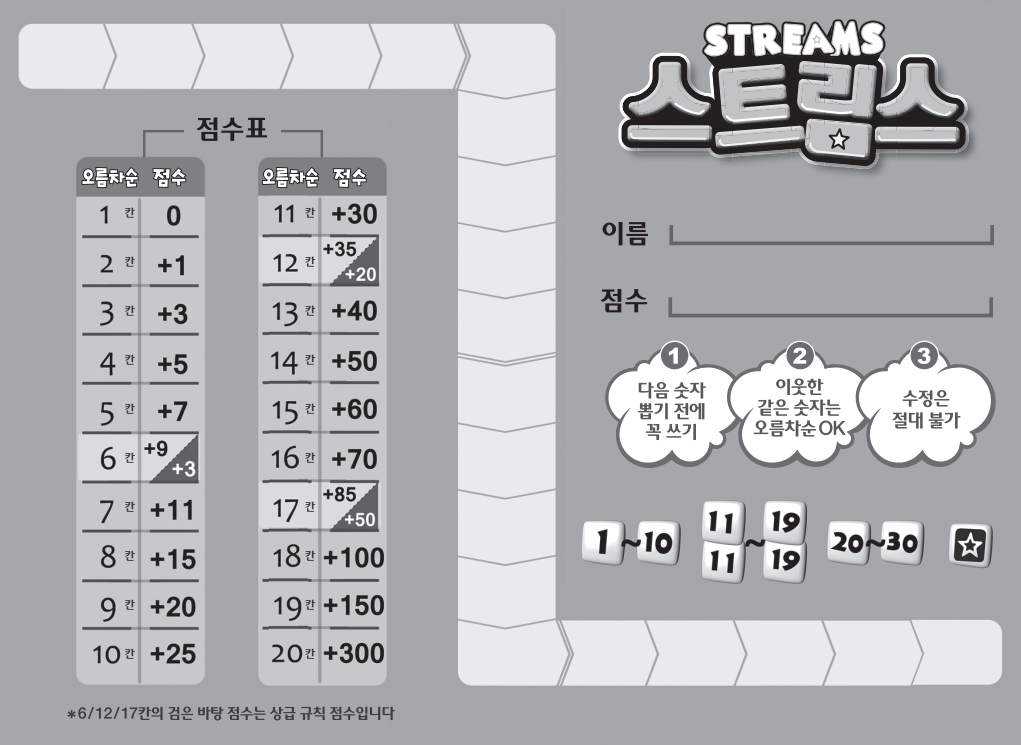 STREAMS
스트림스
점수표
오름차순 점수
1 칸 0
2 칸 +1
3 칸 +3
4 칸 +5
5 칸 +7
6 칸 +9 +3
7 칸 +11
8 칸 +15
9 칸 +20
10 칸 +25
오름차순 점수
11 칸 +30
12 칸 +35 +20
13 칸 +40
14 칸 +50
15 칸 +60
16 칸 +70
17 칸 +85 +50
18 칸 +100
19 칸 +150
20 칸 +300
*6/12/17칸의 검은 바탕 점수는 상급 규칙 점수입니다
이름
점수
1
다음 숫자
뽑기 전에
꼭 쓰기
2
이웃한
같은 숫자는
오름차순 OK
3
수정은
절대 불가
1~10
11 19
~
11 19
20~30